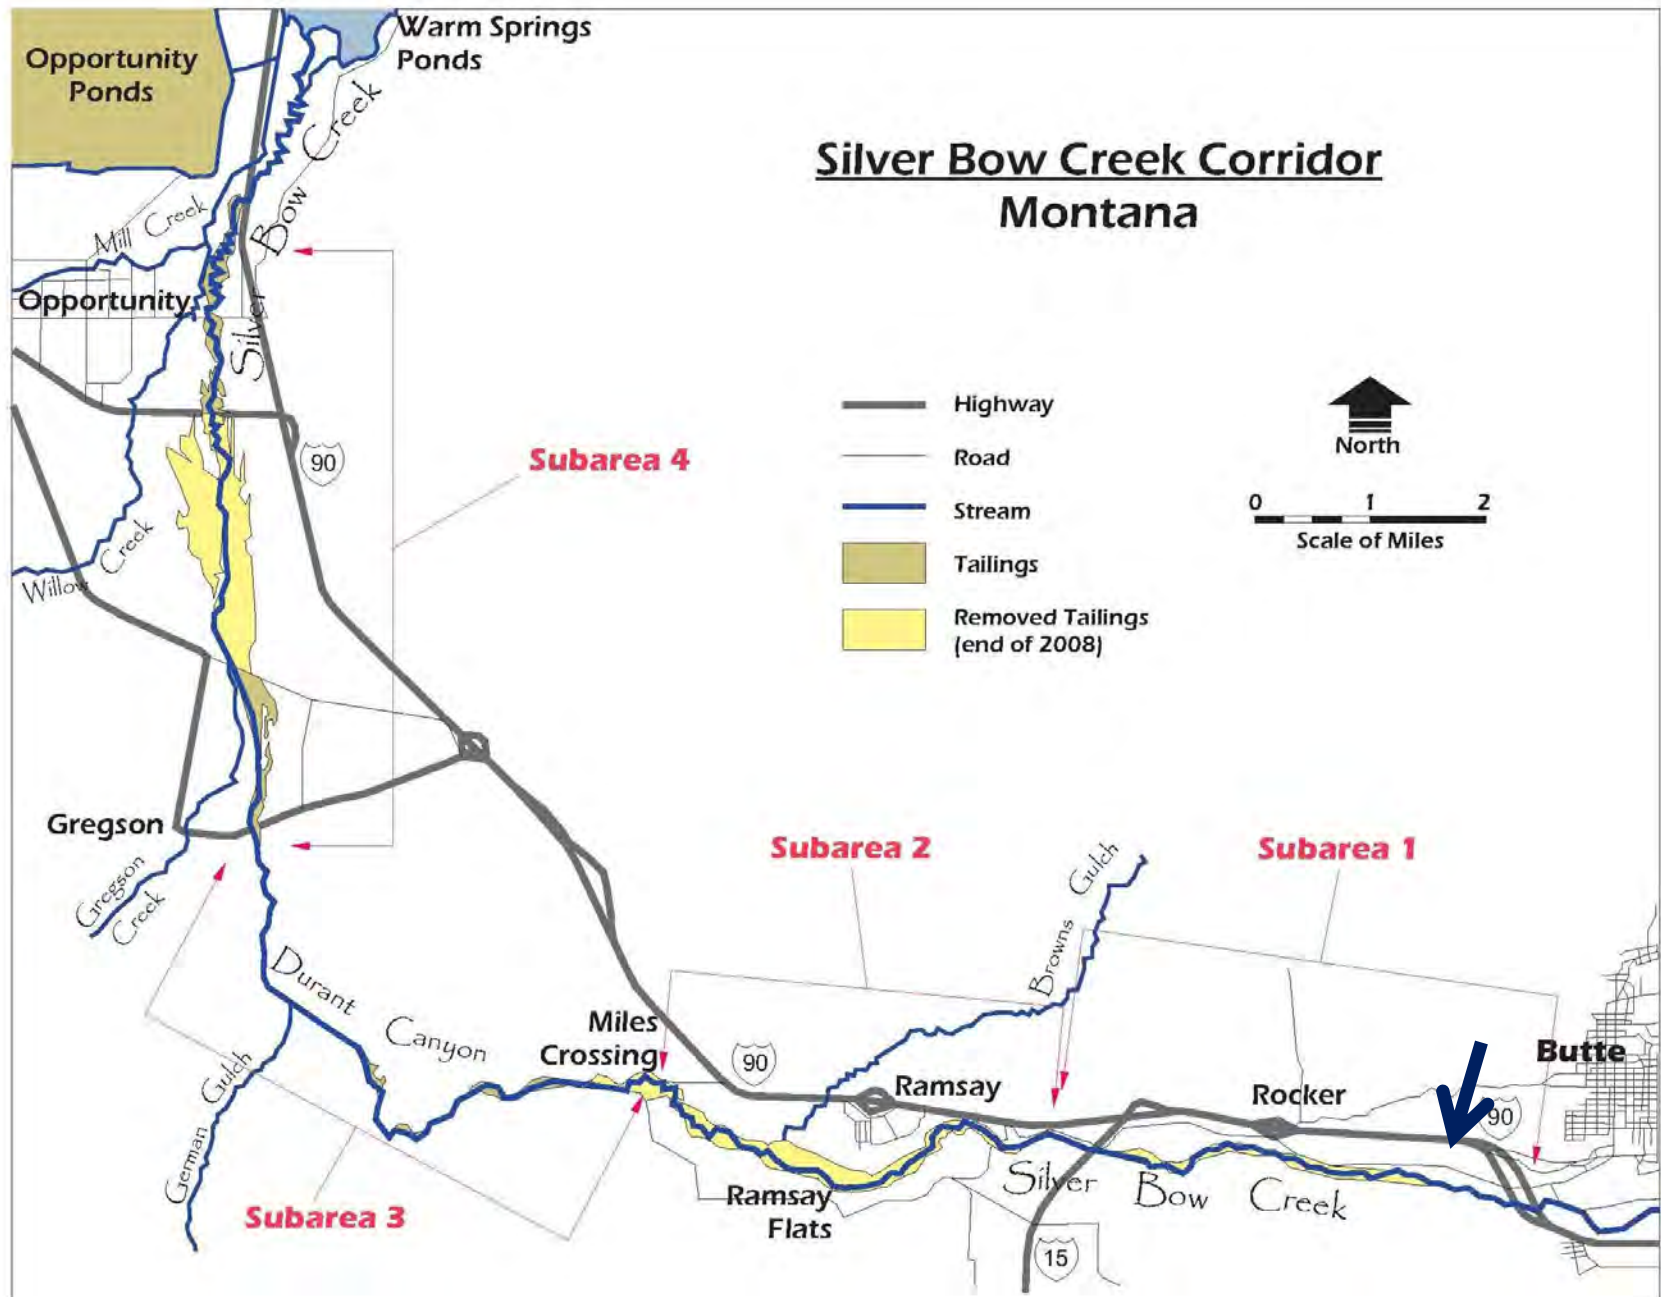 Warm Springs
Ponds
Opportunity
Ponds
Silver Bow Creek Corridor
Montana
Silver Bow Creek
Mill Creek
Opportunity
Highway
Road
Stream
Tailings
Removed Tailings
(end of 2008)
North
0 1 2
Scale of Miles
90
Subarea 4
Willow Creek
Gregson
Gregson
Creek
Subarea 2
Subarea 1
Browns Gulch
Durant Canyon
Miles
Crossing
90
Ramsay
Rocker
Butte
90
German Gulch
Subarea 3
Ramsay
Flats
Silver Bow Creek
15